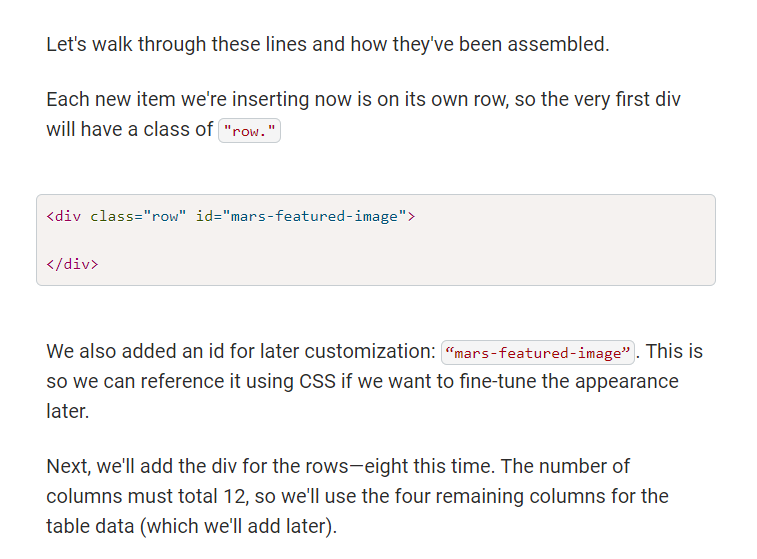 Let's walk through these lines and how they've been assembled.
Each new item we're inserting now is on its own row, so the very first div
will have a class of "row."
<div class="row" id="mars-featured-image">
</div>
We also added an id for later customization: “mars-featured-image”. This is
so we can reference it using CSS if we want to fine-tune the appearance
later.
Next, we'll add the div for the rows—eight this time. The number of
columns must total 12, so we'll use the four remaining columns for the
table data (which we'll add later).